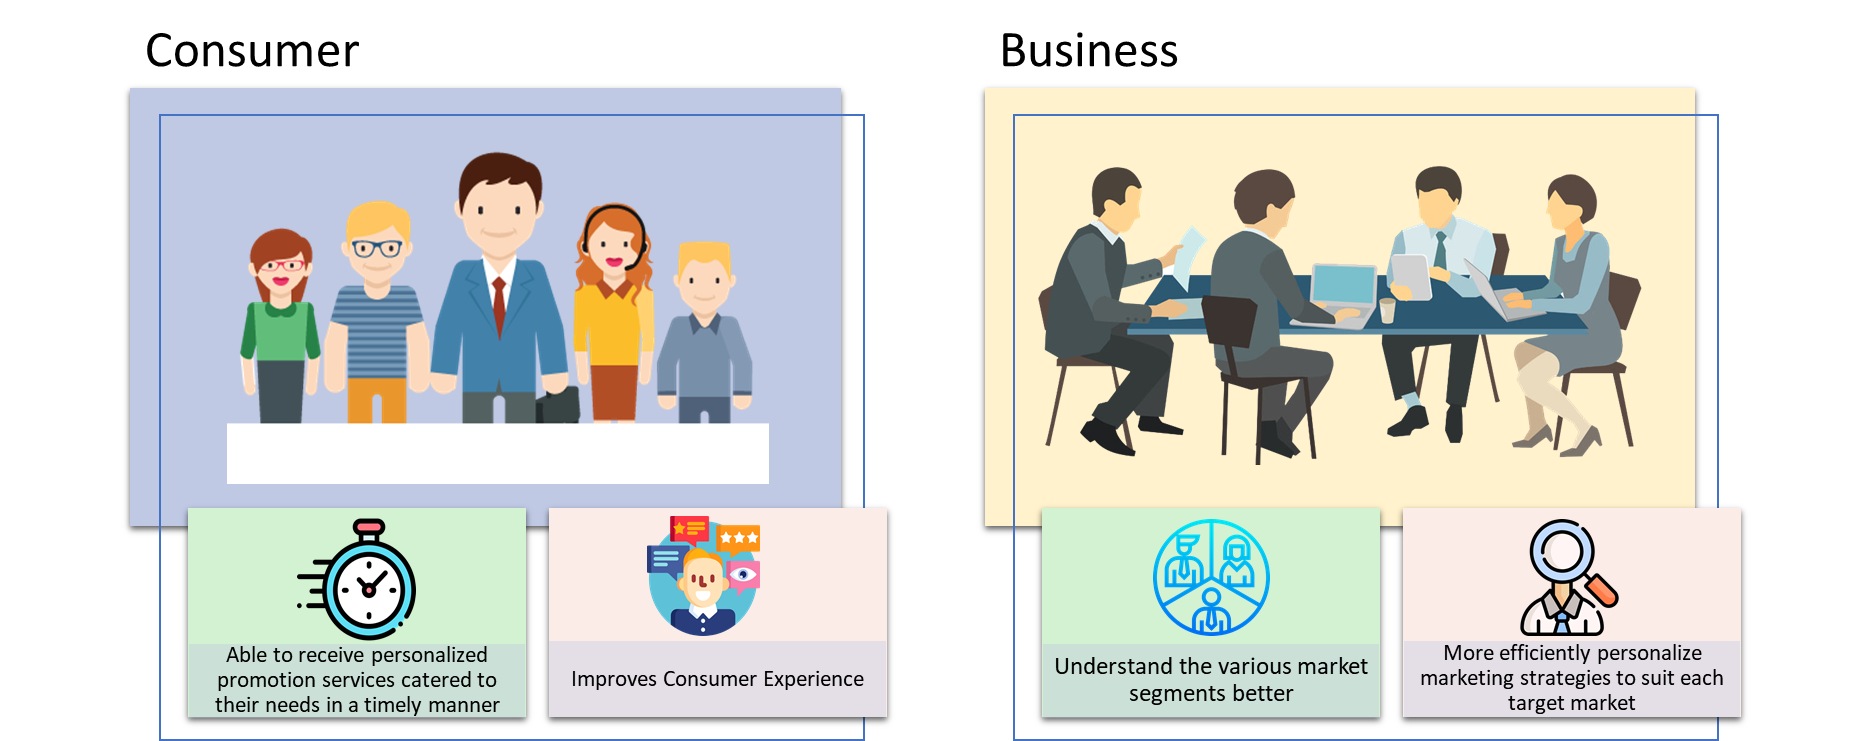 Consumer
Business
Able to receive personalized
promotion services catered to
their needs in a timely manner
Improves Consumer Experience
Understand the various market
segments better
More efficiently personalize
marketing strategies to suit each
target market